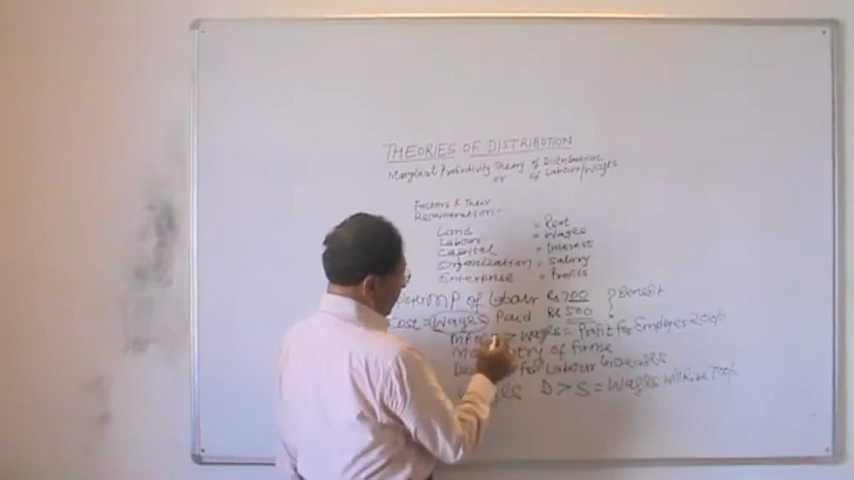 THEORIES OF DISTRIBUTION
Marginal Productivity Theory of Distribution
or of Labour/Wages
Factors & Their
Remuneration-
Land = Rent
Labour = Wages
Capital = Interest
Organization = Salary
Enterprise = Profits
MP of Labour Rs 700 } Benefit
Cost = Wages Paid Rs 500
> Wages = Profit for Employer 200/-
of Firms
for Labour Increases
D > S = Wages will Rise 700/-